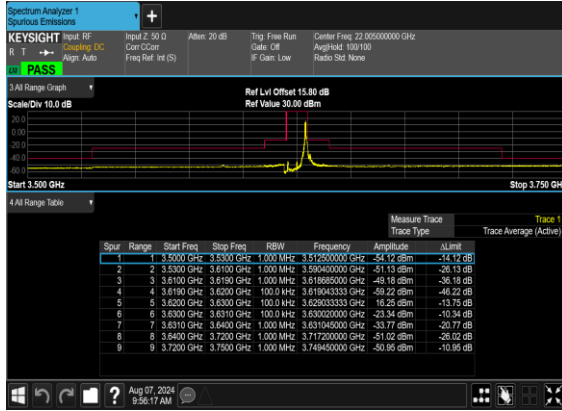 Spectrum Analyzer 1
Spurious Emissions
KEYSIGHT Input: RF Input Z: 50 Ω Atten: 20 dB Trig: Free Run Center Freq: 22.005000000 GHz
R T Coupling: DC Corr CCorr Gate: Off Avg|Hold: 100/100
Align: Auto Freq Ref: Int (S) IF Gain: Low Radio Std: None
PASS
3 All Range Graph Ref Lvl Offset 15.80 dB
Scale/Div 10.0 dB Ref Value 30.00 dBm
20.0
0.00
-20.0
-40.0
-60.0
Start 3.500 GHz Stop 3.750 GH
4 All Range Table
Measure Trace Trace 1
Trace Type Trace Average (Active)
Spur Range Start Freq Stop Freq RBW Frequency Amplitude ΔLimit
1 1 3.5000 GHz 3.5300 GHz 1.000 MHz 3.512500000 GHz -54.12 dBm -14.12 dB
2 2 3.5300 GHz 3.6100 GHz 1.000 MHz 3.590400000 GHz -51.13 dBm -26.13 dB
3 3 3.6100 GHz 3.6190 GHz 1.000 MHz 3.618685000 GHz -49.18 dBm -36.18 dB
4 4 3.6190 GHz 3.6200 GHz 100.0 kHz 3.619043333 GHz -59.22 dBm -46.22 dB
5 5 3.6200 GHz 3.6300 GHz 100.0 kHz 3.629033333 GHz 16.25 dBm -13.75 dB
6 6 3.6300 GHz 3.6310 GHz 100.0 kHz 3.630020000 GHz -23.34 dBm -10.34 dB
7 7 3.6310 GHz 3.6400 GHz 1.000 MHz 3.631045000 GHz -33.77 dBm -20.77 dB
8 8 3.6400 GHz 3.7200 GHz 1.000 MHz 3.717200000 GHz -51.02 dBm -26.02 dB
9 9 3.7200 GHz 3.7500 GHz 1.000 MHz 3.749450000 GHz -50.95 dBm -10.95 dB
Aug 07, 2024
9:56:17 AM